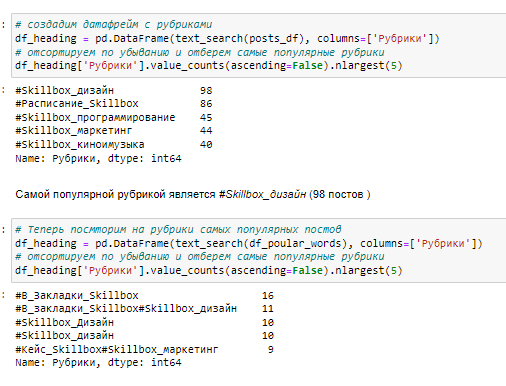 : # создадим датафрейм с рубриками
df_heading = pd.DataFrame(text_search(posts_df), columns=['Рубрики'])
# отсортируем по убыванию и отберем самые популярные рубрики
df_heading['Рубрики'].value_counts(ascending=False).nlargest(5)
: #Skillbox_дизайн 98
#Расписание_Skillbox 86
#Skillbox_программирование 45
#Skillbox_маркетинг 44
#Skillbox_киноимузыка 40
Name: Рубрики, dtype: int64
Самой популярной рубрикой является #Skillbox_дизайн (98 постов )
: # Теперь посмторим на рубрики самых популярных постов
df_heading = pd.DataFrame(text_search(df_poular_words), columns=['Рубрики'])
# отсортируем по убыванию и отберем самые популярные рубрики
df_heading['Рубрики'].value_counts(ascending=False).nlargest(5)
: #В_Закладки_Skillbox 16
#В_закладки_Skillbox#Skillbox_дизайн 11
#Skillbox_Дизайн 10
#Skillbox_дизайн 10
#Кейс_Skillbox#Skillbox_маркетинг 9
Name: Рубрики, dtype: int64